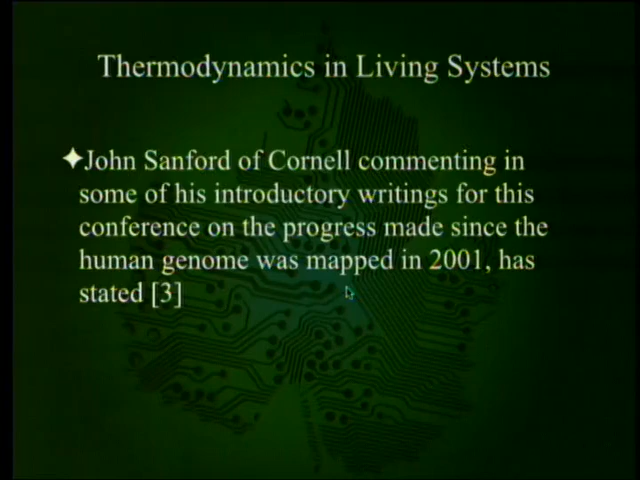 Thermodynamics in Living Systems
John Sanford of Cornell commenting in
some of his introductory writings for this
conference on the progress made since the
human genome was mapped in 2001, has
stated [3]